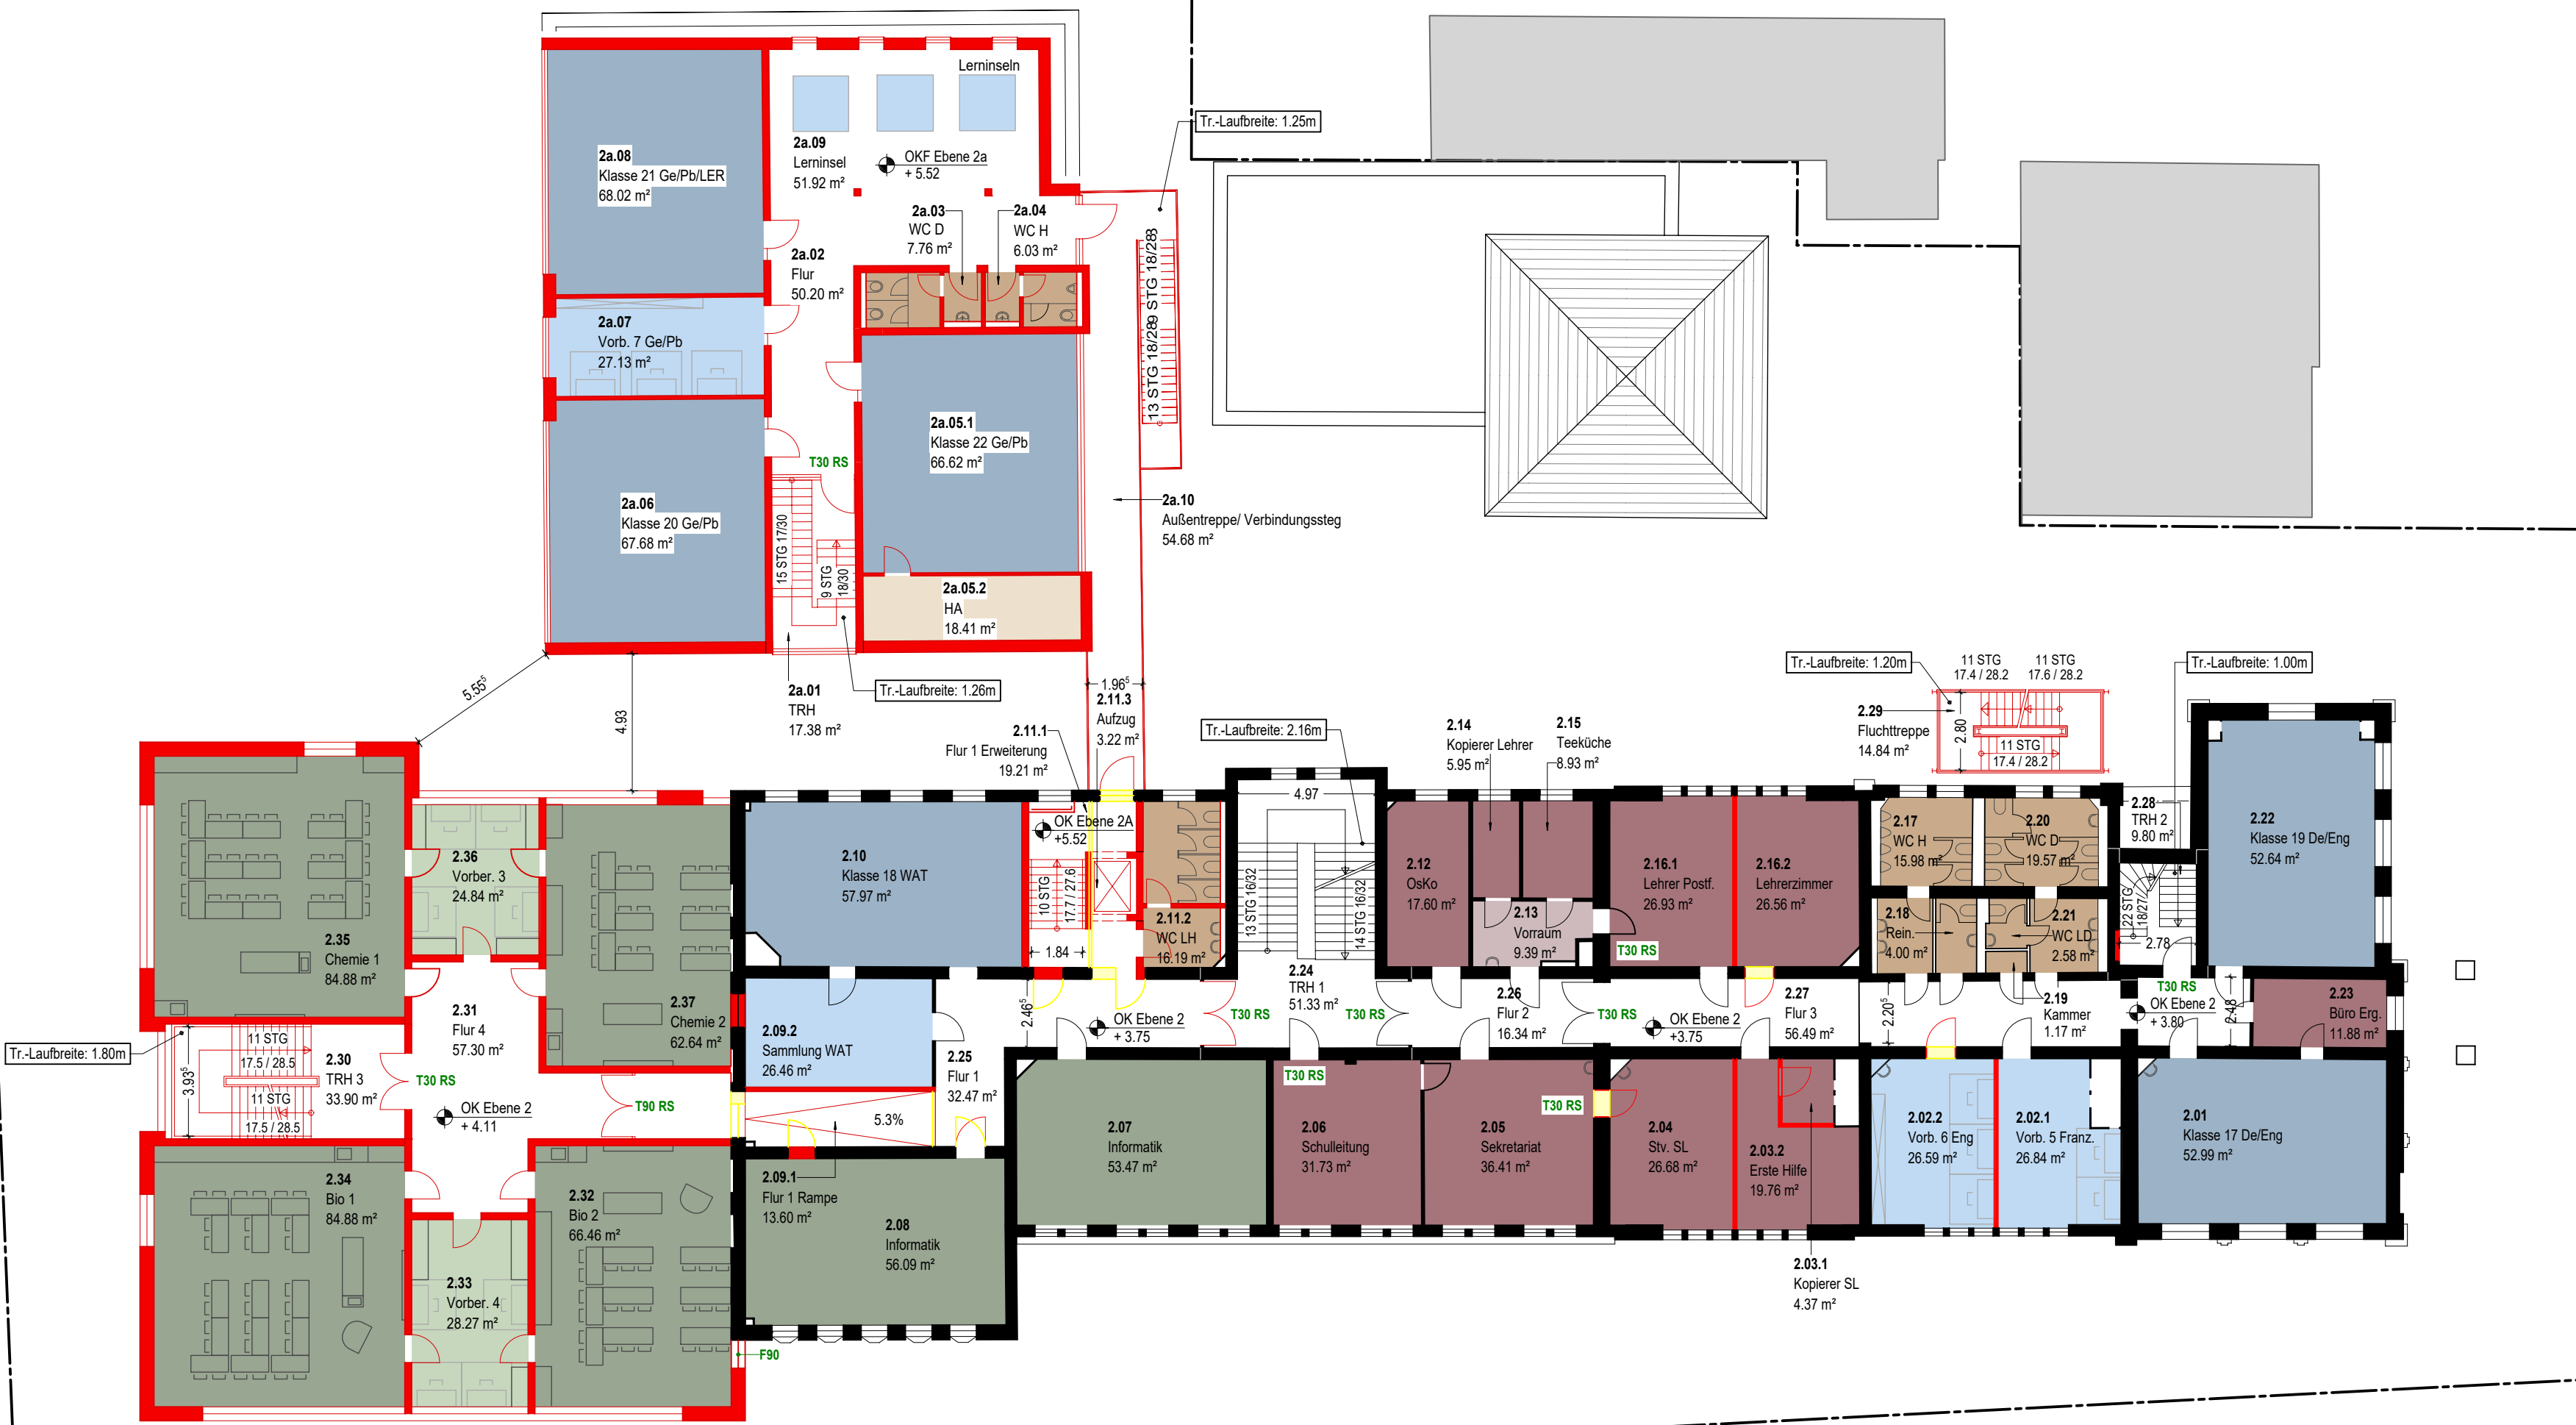 Lerninseln
2a.08
Klasse 21 Ge/Pb/LER
68.02 m²
2a.09
Lerninsel
51.92 m²
OKF Ebene 2a
+ 5.52
Tr.-Laufbreite: 1.25m
2a.03
WC D
7.76 m²
2a.04
WC H
6.03 m²
2a.02
Flur
50.20 m²
13 STG 18/28
9 STG 18/28
2a.07
Vorb. 7 Ge/Pb
27.13 m²
2a.05.1
Klasse 22 Ge/Pb
66.62 m²
T30 RS
2a.06
Klasse 20 Ge/Pb
67.68 m²
15 STG 17/30
9 STG
18/30
2a.10
Außentreppe/ Verbindungssteg
54.68 m²
2a.05.2
HA
18.41 m²
5.55⁵
4.93
2a.01
TRH
17.38 m²
Tr.-Laufbreite: 1.26m
1.96⁵
2.11.3
Aufzug
3.22 m²
2.11.1
Flur 1 Erweiterung
19.21 m²
Tr.-Laufbreite: 2.16m
2.14
Kopierer Lehrer
5.95 m²
2.15
Teeküche
8.93 m²
Tr.-Laufbreite: 1.20m
11 STG
17.4 / 28.2
11 STG
17.6 / 28.2
Tr.-Laufbreite: 1.00m
2.29
Fluchttreppe
14.84 m²
2.80
11 STG
17.4 / 28.2
2.36
Vorber. 3
24.84 m²
2.10
Klasse 18 WAT
57.97 m²
OK Ebene 2A
+5.52
10 STG
17.7 / 27.6
1.84
2.11.2
WC LH
16.19 m²
4.97
13 STG 16/32
14 STG 16/32
2.12
OsKo
17.60 m²
2.13
Vorraum
9.39 m²
2.16.1
Lehrer Postf.
26.93 m²
T30 RS
2.16.2
Lehrerzimmer
26.56 m²
2.17
WC H
15.98 m²
2.20
WC D
19.57 m²
2.28
TRH 2
9.80 m²
2.22
Klasse 19 De/Eng
52.64 m²
2.18
Rein.
4.00 m²
2.21
WC LD
2.58 m²
22 STG
18/27
2.78
2.35
Chemie 1
84.88 m²
2.31
Flur 4
57.30 m²
2.37
Chemie 2
62.64 m²
2.09.2
Sammlung WAT
26.46 m²
2.46⁵
OK Ebene 2
+ 3.75
T30 RS
2.24
TRH 1
51.33 m²
T30 RS
2.26
Flur 2
16.34 m²
T30 RS
OK Ebene 2
+3.75
2.27
Flur 3
56.49 m²
2.20⁵
2.19
Kammer
1.17 m²
T30 RS
OK Ebene 2
+ 3.80
2.48
2.23
Büro Erg.
11.88 m²
Tr.-Laufbreite: 1.80m
3.93⁵
11 STG
17.5 / 28.5
11 STG
17.5 / 28.5
2.30
TRH 3
33.90 m²
T30 RS
OK Ebene 2
+ 4.11
T90 RS
5.3%
2.25
Flur 1
32.47 m²
2.07
Informatik
53.47 m²
T30 RS
2.06
Schulleitung
31.73 m²
2.05
Sekretariat
36.41 m²
T30 RS
2.04
Stv. SL
26.68 m²
2.03.2
Erste Hilfe
19.76 m²
2.02.2
Vorb. 6 Eng
26.59 m²
2.02.1
Vorb. 5 Franz.
26.84 m²
2.01
Klasse 17 De/Eng
52.99 m²
2.34
Bio 1
84.88 m²
2.32
Bio 2
66.46 m²
2.09.1
Flur 1 Rampe
13.60 m²
2.08
Informatik
56.09 m²
2.33
Vorber. 4
28.27 m²
2.03.1
Kopierer SL
4.37 m²
F90